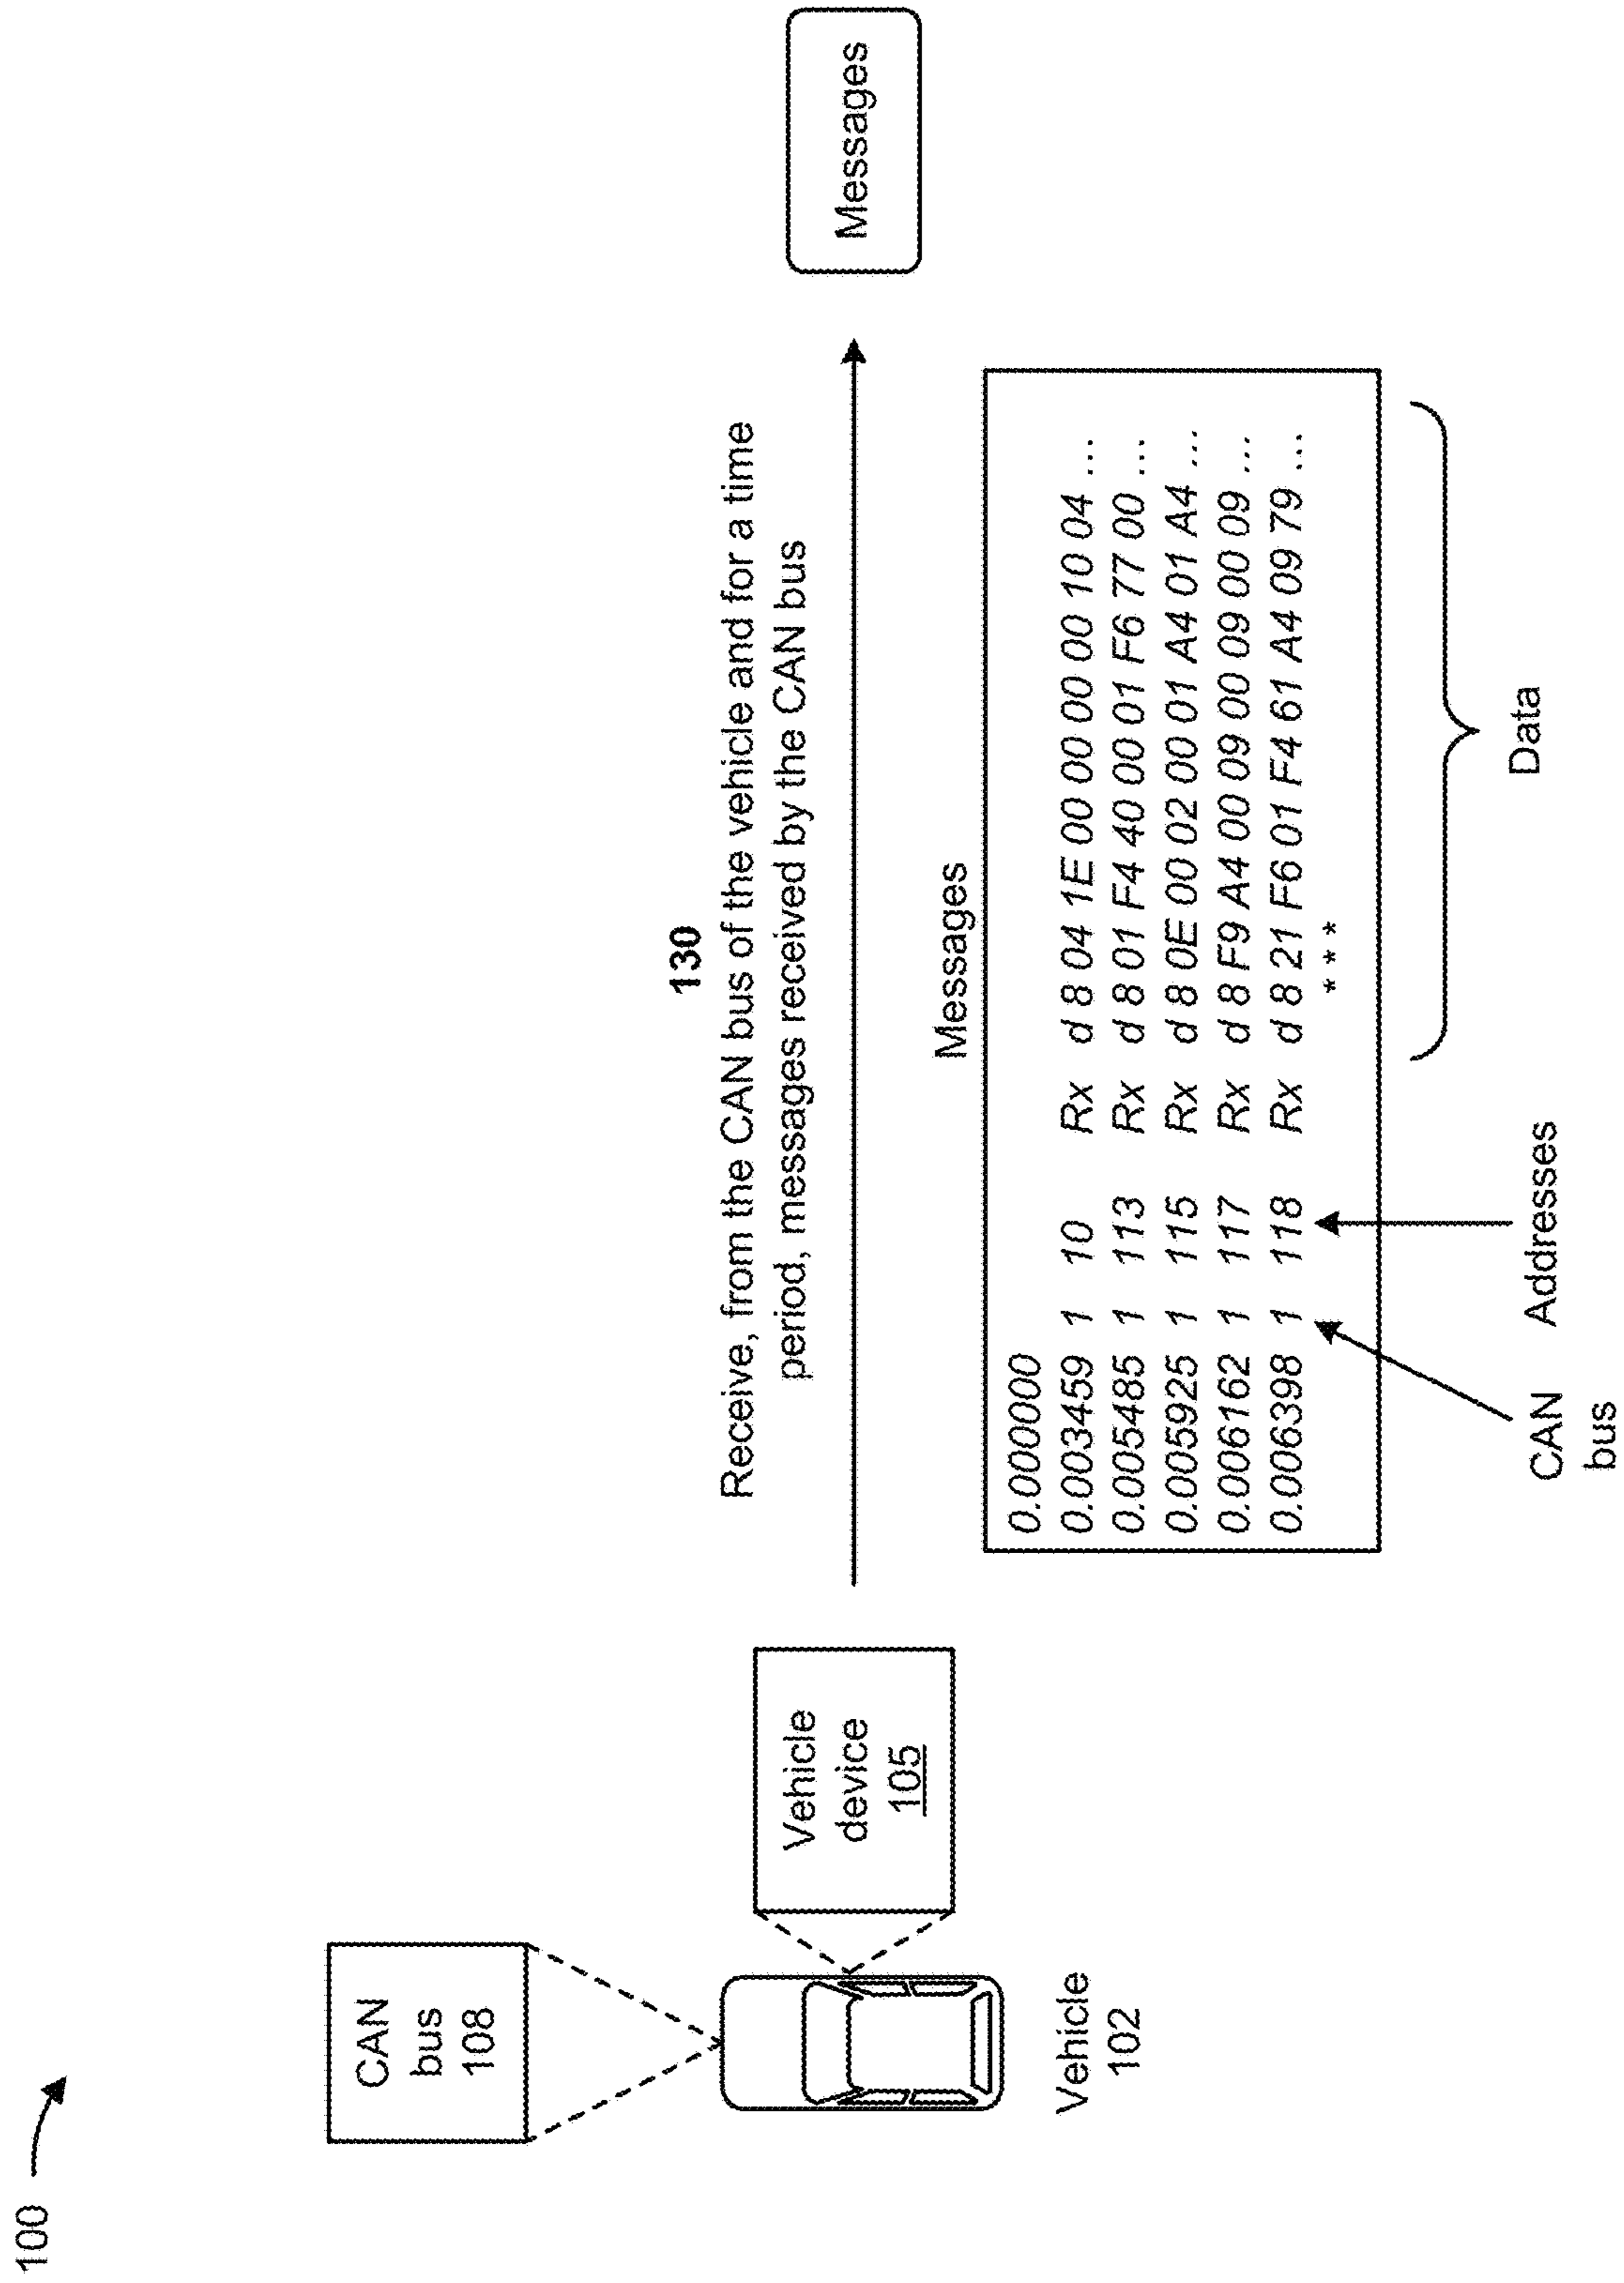 100
CAN
bus
108
Vehicle
102
Vehicle
device
105
130
Receive, from the CAN bus of the vehicle and for a time
period, messages received by the CAN bus
Messages
Messages
0.000000
0.003459 1 10 Rx d 8 04 1E 00 00 00 00 10 04 ...
0.005485 1 113 Rx d 8 01 F4 40 00 01 F6 77 00 ...
0.005925 1 115 Rx d 8 0E 00 02 00 01 A4 01 A4 ...
0.006162 1 117 Rx d 8 F9 A4 00 09 00 09 00 09 ...
0.006398 1 118 Rx d 8 21 F6 01 F4 61 A4 09 79 ...
* * *
CAN
bus
Addresses
Data